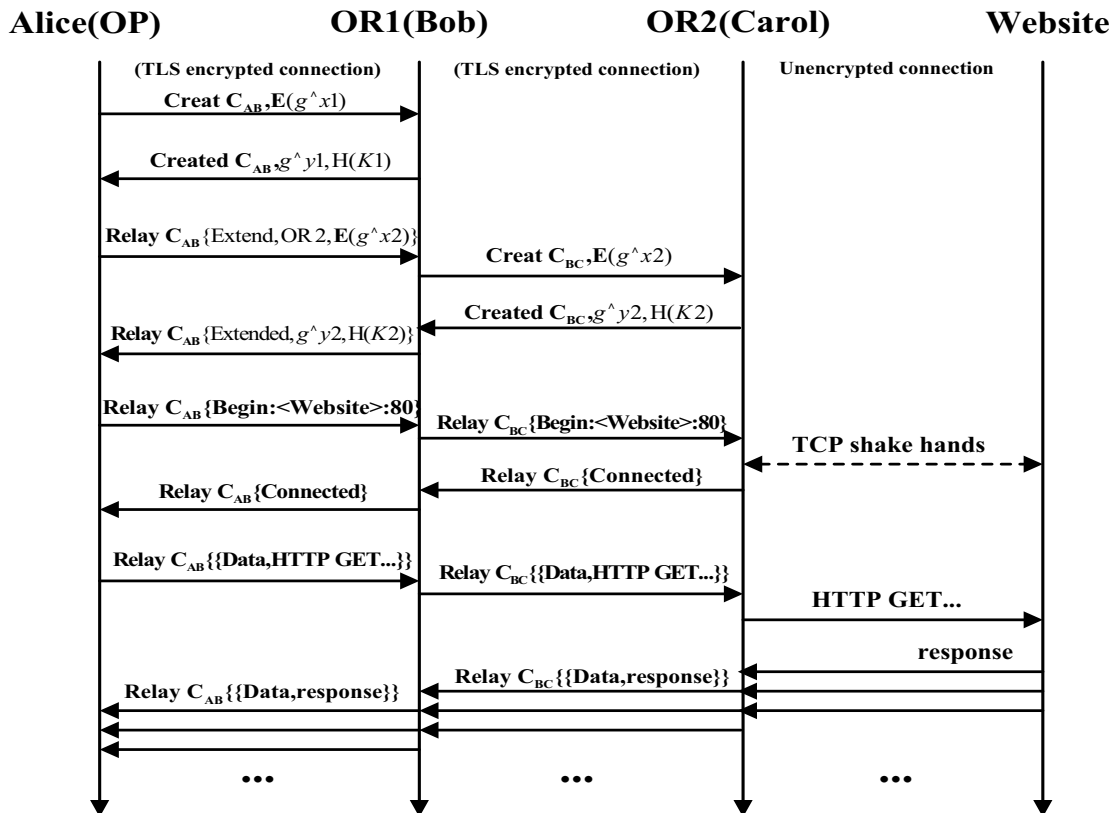 Alice(OP) OR1(Bob) OR2(Carol) Website
(TLS encrypted connection) (TLS encrypted connection) Unencrypted connection
Creat C_AB,E(g^x1)
Created C_AB,g^y1,H(K1)
Relay C_AB{Extend,OR2,E(g^x2)}
Creat C_BC,E(g^x2)
Created C_BC,g^y2,H(K2)
Relay C_AB{Extended,g^y2,H(K2)}
Relay C_AB{Begin:<Website>:80}
Relay C_BC{Begin:<Website>:80}
TCP shake hands
Relay C_BC{Connected}
Relay C_AB{Connected}
Relay C_AB{{Data,HTTP GET...}}
Relay C_BC{{Data,HTTP GET...}}
HTTP GET...
response
Relay C_BC{{Data,response}}
Relay C_AB{{Data,response}}
... ... ...